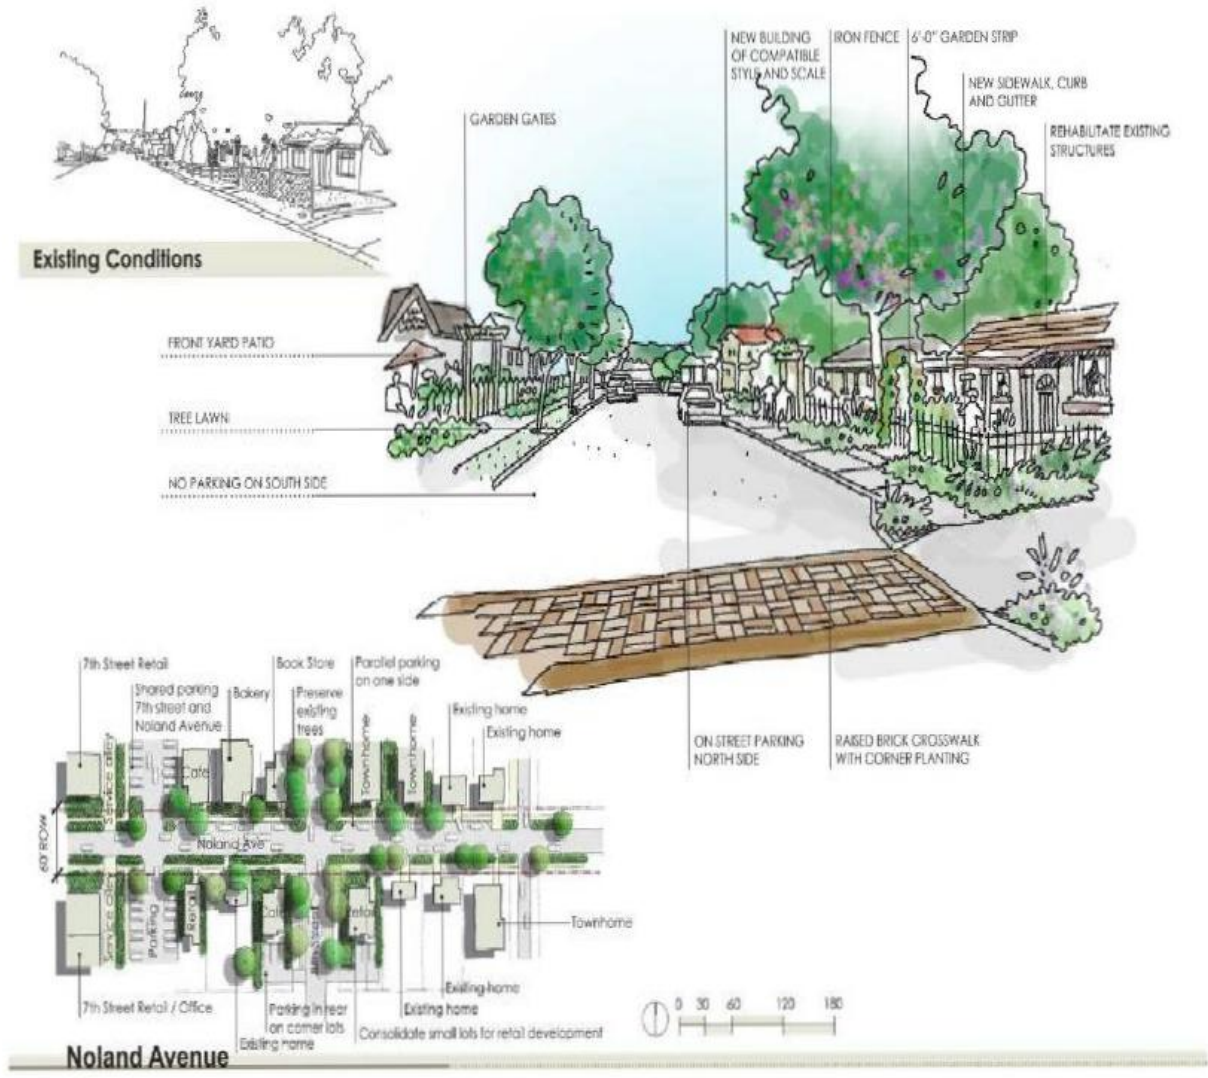 NEW BUILDING
OF COMPATIBLE
STYLE AND SCALE
IRON FENCE
6'-0" GARDEN STRIP
NEW SIDEWALK, CURB
AND GUTTER
REHABILITATE EXISTING
STRUCTURES
GARDEN GATES
Existing Conditions
FRONT YARD PATIO
TREE LAWN
NO PARKING ON SOUTH SIDE
ON STREET PARKING
NORTH SIDE
RAISED BRICK CROSSWALK
WITH CORNER PLANTING
7th Street Retail
Shared parking
7th street and
Noland Avenue
Bakery
Book Store
Preserve
existing
trees
Parallel parking
on one side
Existing home
Existing home
Townhome
Townhome
Service alley
Cafe
60' ROW
Noland Ave
Service alley
Parking
Retail
Cafe
Retail
Townhome
7th Street Retail / Office
Parking in rear
on corner lots
Existing home
Existing home
Existing home
Consolidate small lots for retail development
0 30 60 120 180
Noland Avenue